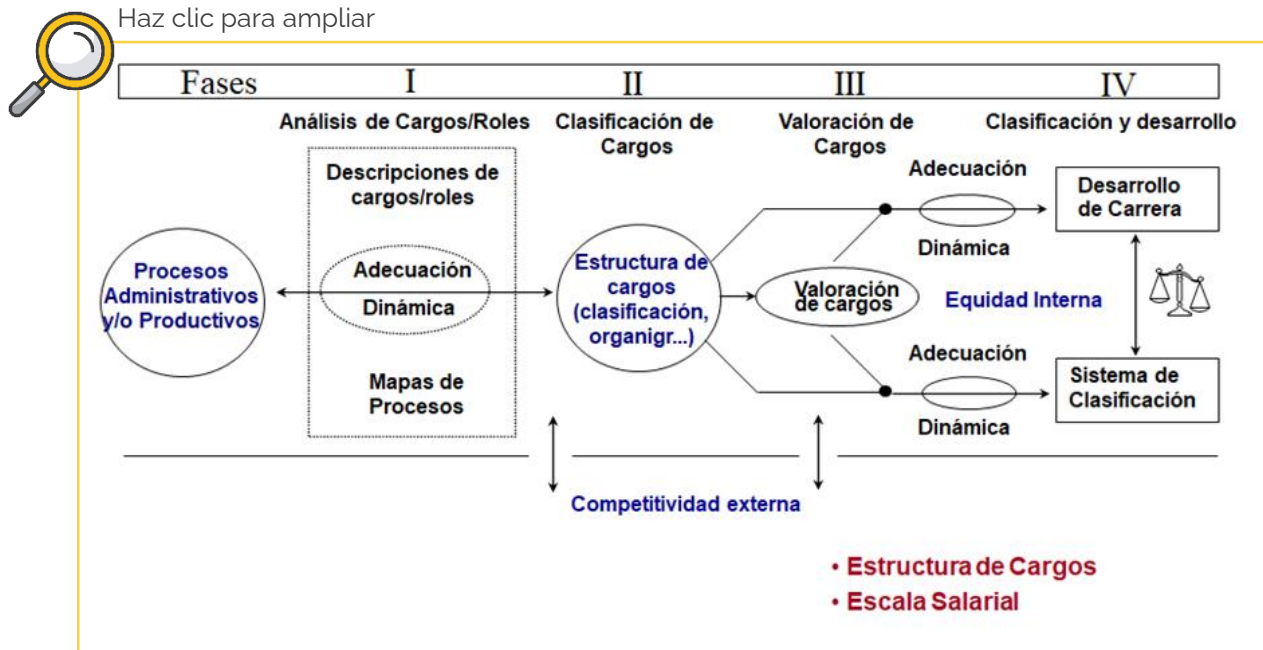 Haz clic para ampliar
Fases I II III IV
Análisis de Cargos/Roles
Clasificación de
Cargos
Valoración de
Cargos
Clasificación y desarrollo
Descripciones de
cargos/roles
Adecuación
Dinámica
Mapas de
Procesos
Procesos
Administrativos
y/o Productivos
Estructura de
cargos
(clasificación,
organigr...)
Valoración
de cargos
Adecuación
Dinámica
Desarrollo
de Carrera
Equidad Interna
Adecuación
Dinámica
Sistema de
Clasificación
Competitividad externa
• Estructura de Cargos
• Escala Salarial